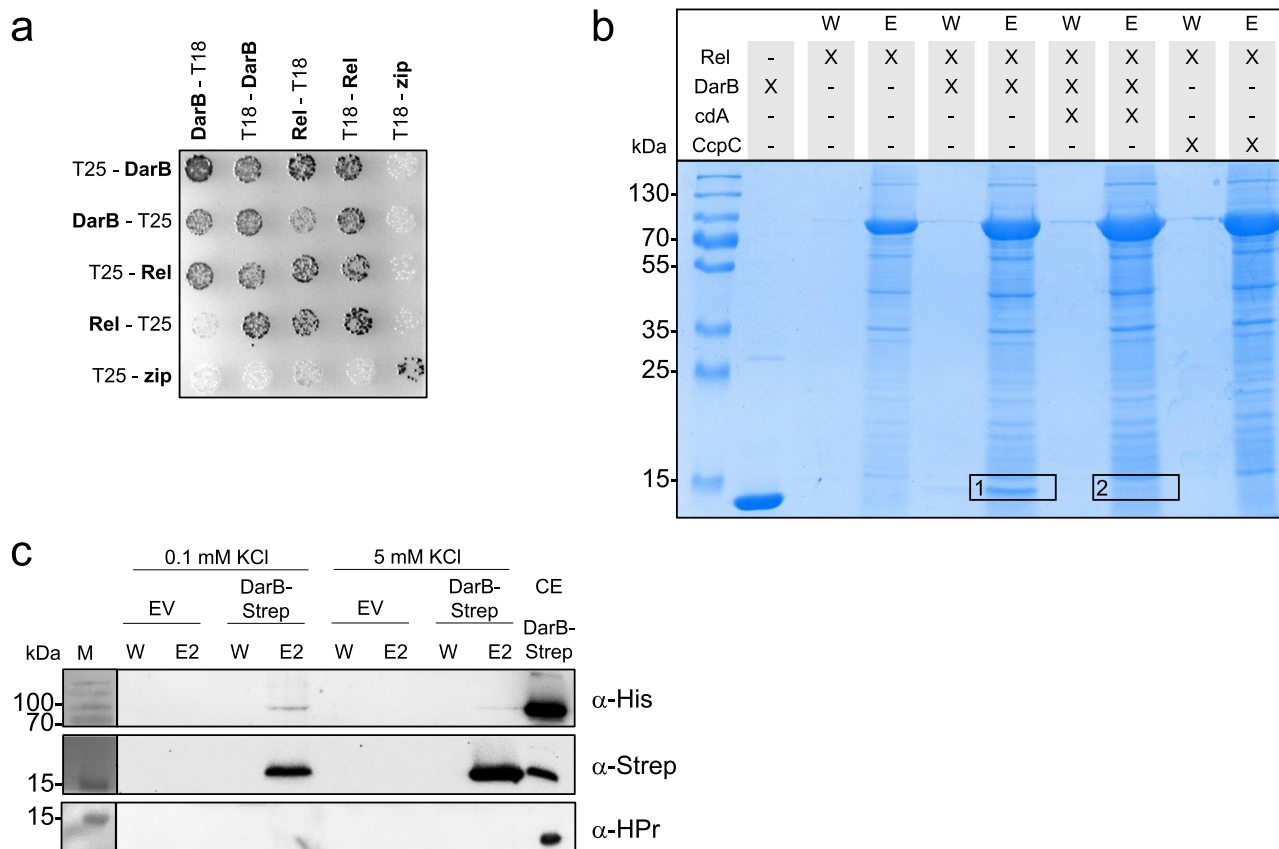 a
DarB - T18
T18 - DarB
Rel - T18
T18 - Rel
T18 - zip
T25 - DarB
DarB - T25
T25 - Rel
Rel - T25
T25 - zip
b
W E W E W E W E
Rel - X X X X X X X X
DarB X - - X X X X - -
cdA - - - - - X X - -
CcpC - - - - - - - X X
kDa
130
70
55
35
25
15
1
2
c
0.1 mM KCl 5 mM KCl
EV DarB-Strep EV DarB-Strep CE DarB-Strep
kDa M W E2 W E2 W E2 W E2
100
70
α-His
15
α-Strep
15
α-HPr